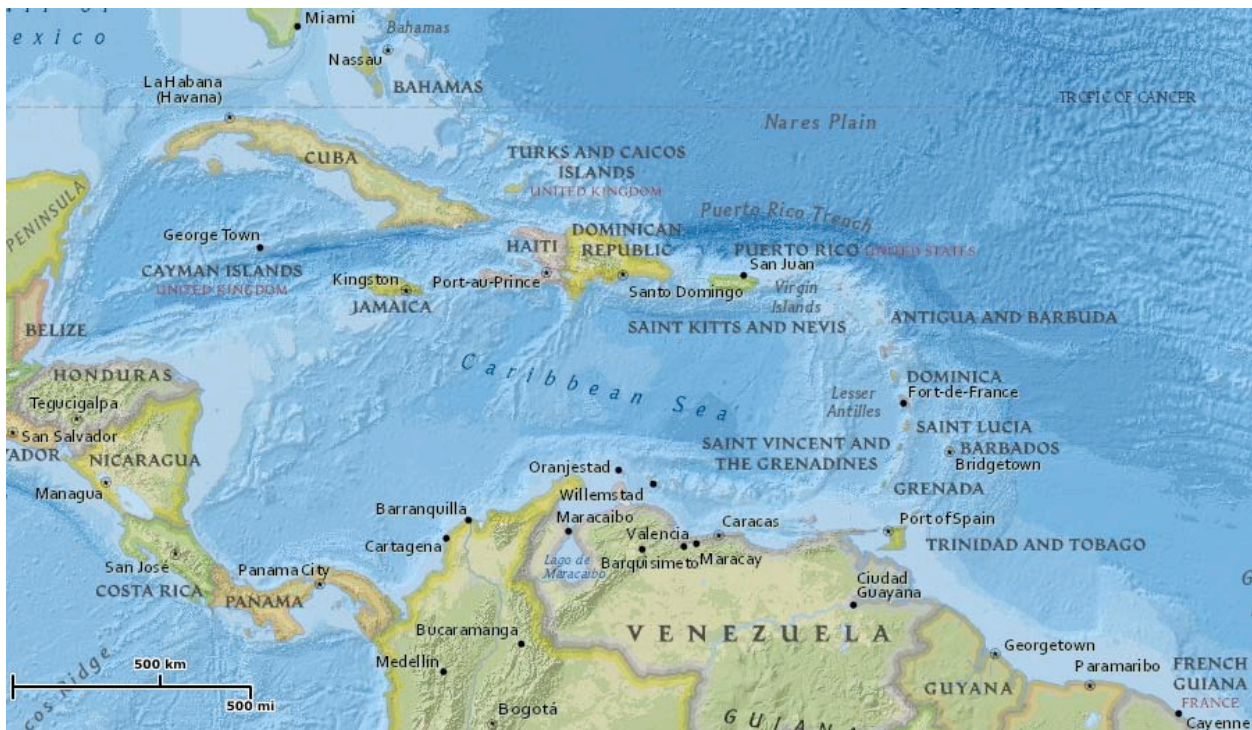 Miami
Mexico
Bahamas
Nassau
La Habana
(Havana)
BAHAMAS
TROPIC OF CANCER
Nares Plain
CUBA
TURKS AND CAICOS
ISLANDS
UNITED KINGDOM
PENINSULA
Puerto Rico Trench
George Town
HAITI
DOMINICAN
REPUBLIC
PUERTO RICO UNITED STATES
CAYMAN ISLANDS
UNITED KINGDOM
Kingston
Port-au-Prince
San Juan
JAMAICA
Santo Domingo
Virgin
Islands
BELIZE
SAINT KITTS AND NEVIS
ANTIGUA AND BARBUDA
HONDURAS
Caribbean Sea
DOMINICA
Tegucigalpa
Lesser
Antilles
Fort-de-France
San Salvador
VADOR
SAINT LUCIA
NICARAGUA
SAINT VINCENT AND
THE GRENADINES
BARBADOS
Bridgetown
Oranjestad
Managua
Willemstad
GRENADA
Barranquilla
Maracaibo
Caracas
Port of Spain
Cartagena
Valencia
TRINIDAD AND TOBAGO
San José
Panama City
Lago de
Maracaibo
Barquisimeto
Maracay
COSTA RICA
PANAMA
Ciudad
Guayana
G
Bucaramanga
VENEZUELA
Medellín
Georgetown
Paramaribo
FRENCH
GUIANA
FRANCE
500 km
500 mi
cos Ridge
GUYANA
Bogotá
GUIANA
Cayenne